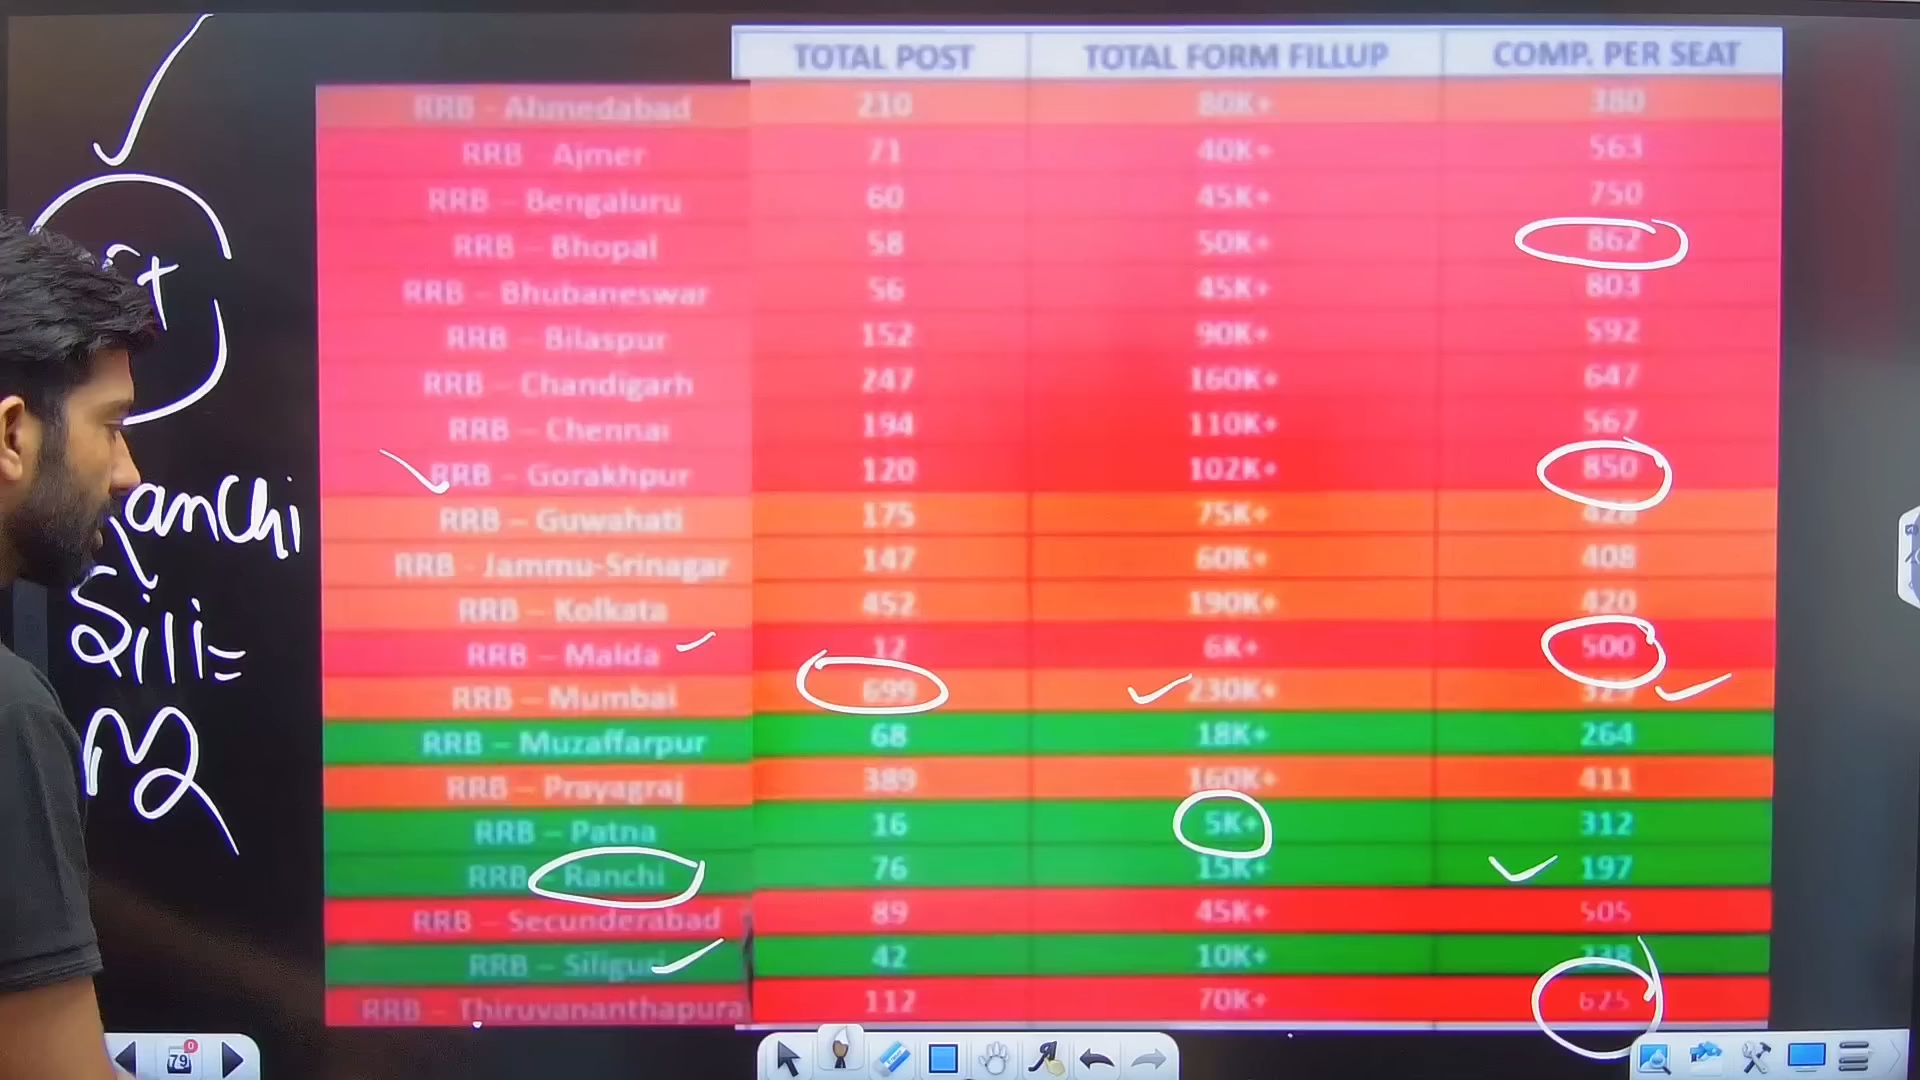 TOTAL POST TOTAL FORM FILLUP COMP. PER SEAT
RRB - Ahmedabad 210 80K+ 380
RRB - Ajmer 71 40K+ 563
RRB – Bengaluru 60 45K+ 750
RRB – Bhopal 58 50K+ 862
RRB – Bhubaneswar 56 45K+ 803
RRB – Bilaspur 152 90K+ 592
RRB – Chandigarh 247 160K+ 647
RRB – Chennai 194 110K+ 567
RRB – Gorakhpur 120 102K+ 850
RRB – Guwahati 175 75K+ 428
RRB - Jammu-Srinagar 147 60K+ 408
RRB – Kolkata 452 190K+ 420
RRB – Malda 12 6K+ 500
RRB – Mumbai 699 230K+
RRB – Muzaffarpur 68 18K+ 264
RRB – Prayagraj 389 160K+ 411
RRB – Patna 16 5K+ 312
RRB – Ranchi 76 15K+ 197
RRB – Secunderabad 89 45K+ 505
RRB – Siliguri 42 10K+ 238
RRB – Thiruvananthapura 112 70K+ 625
anchi
Sili
79
0